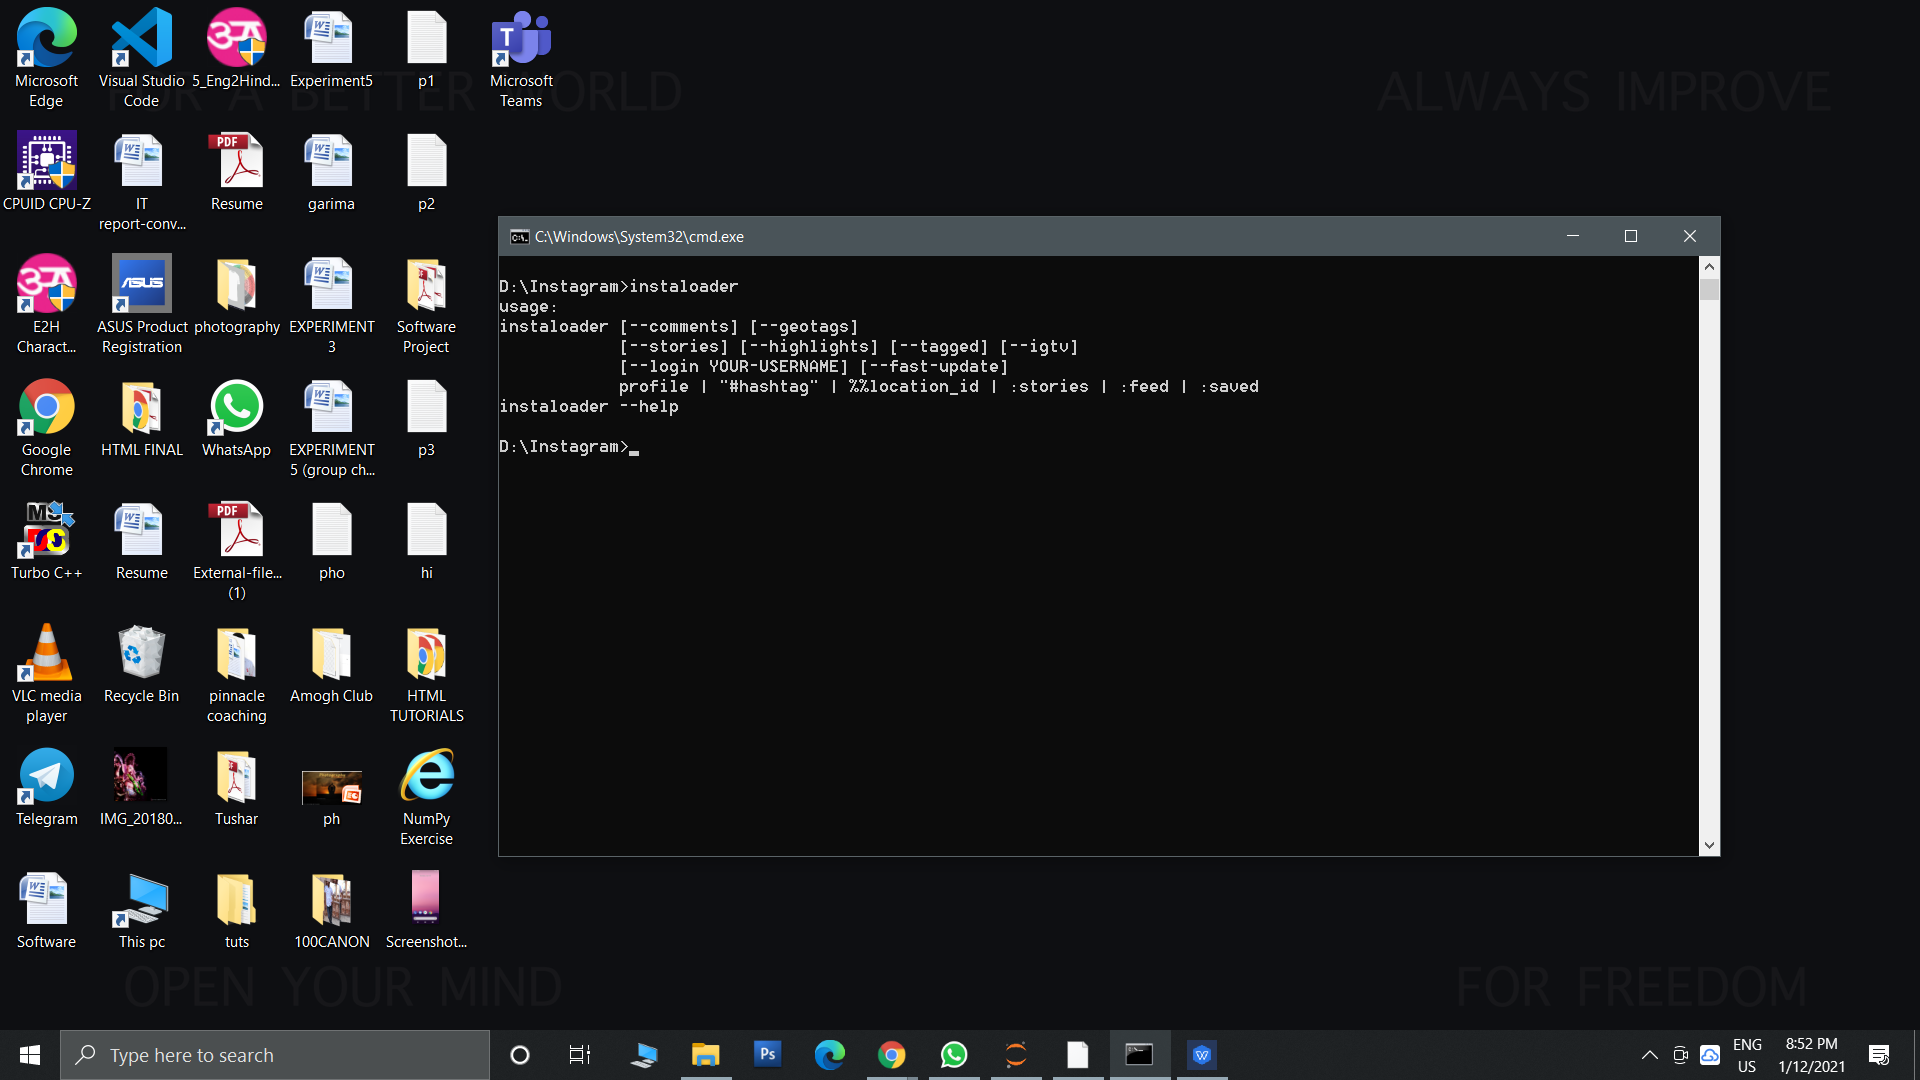 FOR A BETTER WORLD
ALWAYS IMPROVE
Microsoft
Edge
Visual Studio
Code
5_Eng2Hind...
Experiment5
p1
Microsoft
Teams
CPUID CPU-Z
IT
report-conv...
Resume
garima
p2
E2H
Charact...
ASUS Product
Registration
photography
EXPERIMENT
3
Software
Project
Google
Chrome
HTML FINAL
WhatsApp
EXPERIMENT
5 (group ch...
p3
Turbo C++
Resume
External-file...
(1)
pho
hi
VLC media
player
Recycle Bin
pinnacle
coaching
Amogh Club
HTML
TUTORIALS
Telegram
IMG_20180...
Tushar
ph
NumPy
Exercise
Software
This pc
tuts
100CANON
Screenshot...
C:\Windows\System32\cmd.exe
D:\Instagram>instaloader
usage:
instaloader [--comments] [--geotags]
[--stories] [--highlights] [--tagged] [--igtv]
[--login YOUR-USERNAME] [--fast-update]
profile | "#hashtag" | %%location_id | :stories | :feed | :saved
instaloader --help
D:\Instagram>
OPEN YOUR MIND
FOR FREEDOM
Type here to search
ENG
US
8:52 PM
1/12/2021